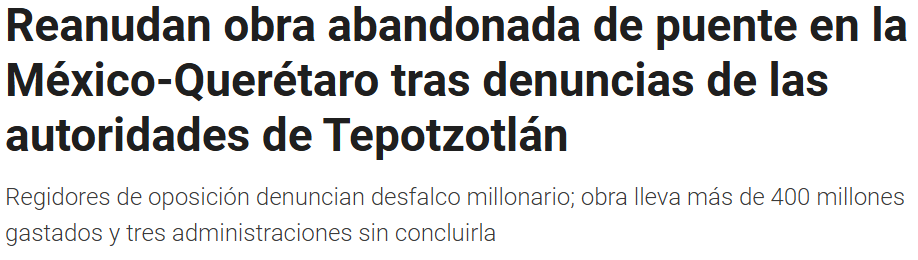 Reanudan obra abandonada de puente en la
México-Querétaro tras denuncias de las
autoridades de Tepotzotlán
Regidores de oposición denuncian desfalco millonario; obra lleva más de 400 millones
gastados y tres administraciones sin concluirla